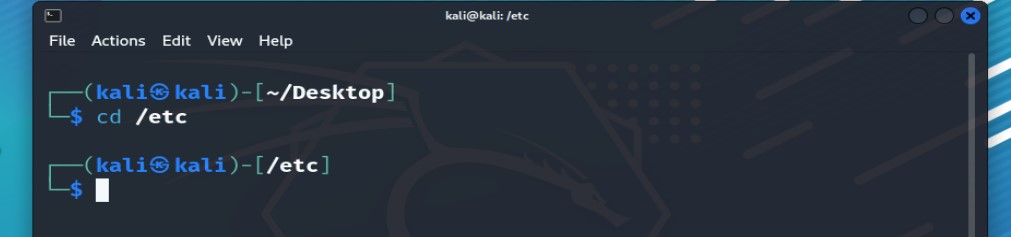 kali@kali: /etc
File Actions Edit View Help
┌──(kali㉿kali)-[~/Desktop]
└─$ cd /etc
┌──(kali㉿kali)-[/etc]
└─$